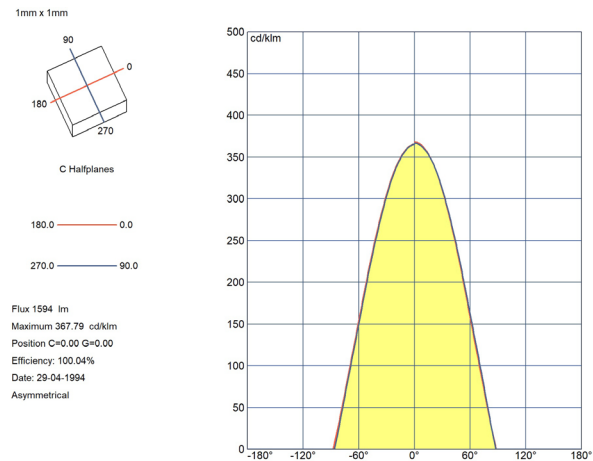 1mm x 1mm
90
0
180
270
C Halfplanes
180.0 0.0
270.0 90.0
Flux 1594 lm
Maximum 367.79 cd/klm
Position C=0.00 G=0.00
Efficiency: 100.04%
Date: 29-04-1994
Asymmetrical
cd/klm
500
450
400
350
300
250
200
150
100
50
0
-180° -120° -60° 0° 60° 120° 180°